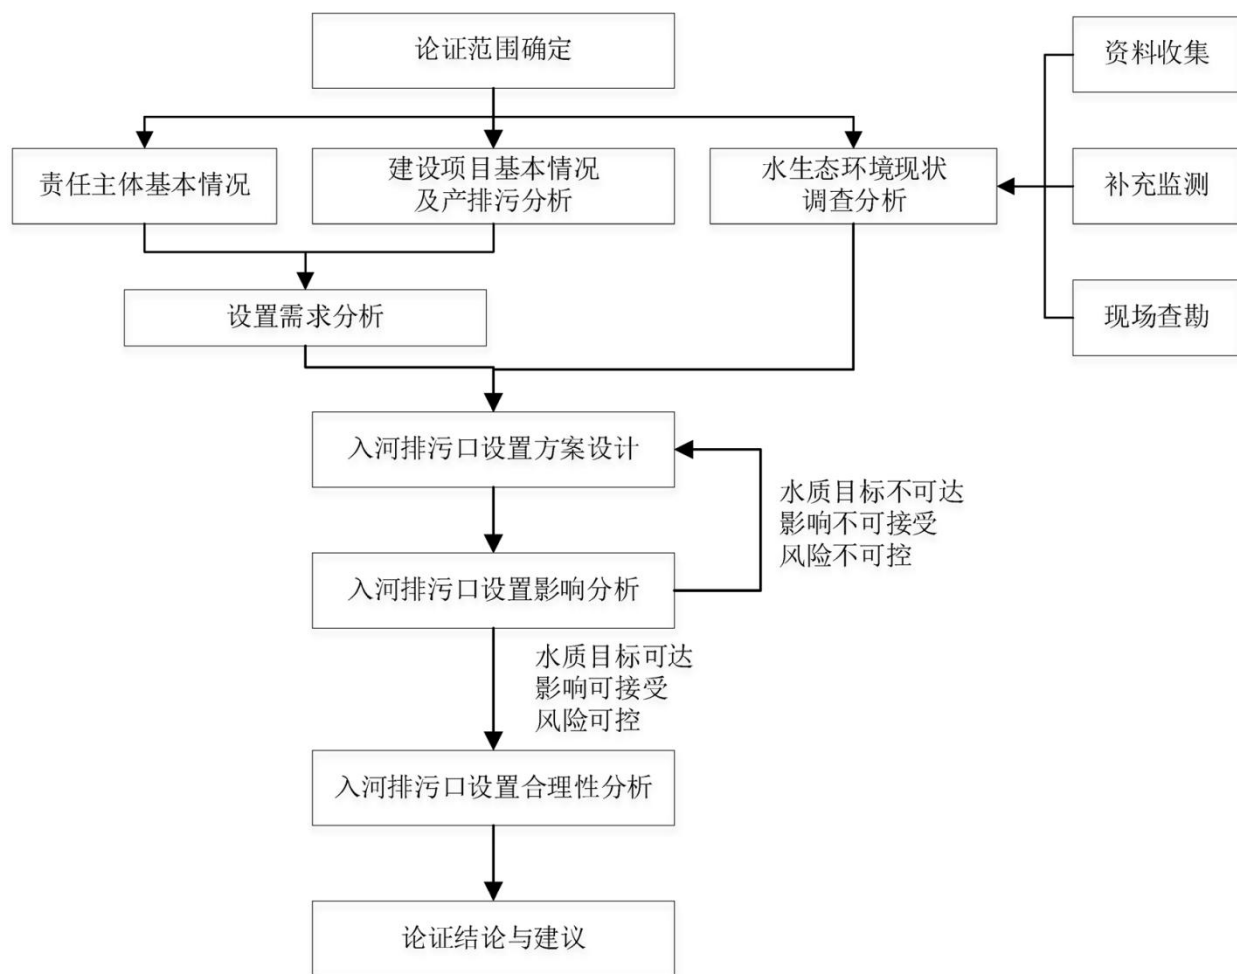 论证范围确定
资料收集
责任主体基本情况
建设项目基本情况
及产排污分析
水生态环境现状
调查分析
补充监测
设置需求分析
现场查勘
入河排污口设置方案设计
水质目标不可达
影响不可接受
风险不可控
入河排污口设置影响分析
水质目标可达
影响可接受
风险可控
入河排污口设置合理性分析
论证结论与建议